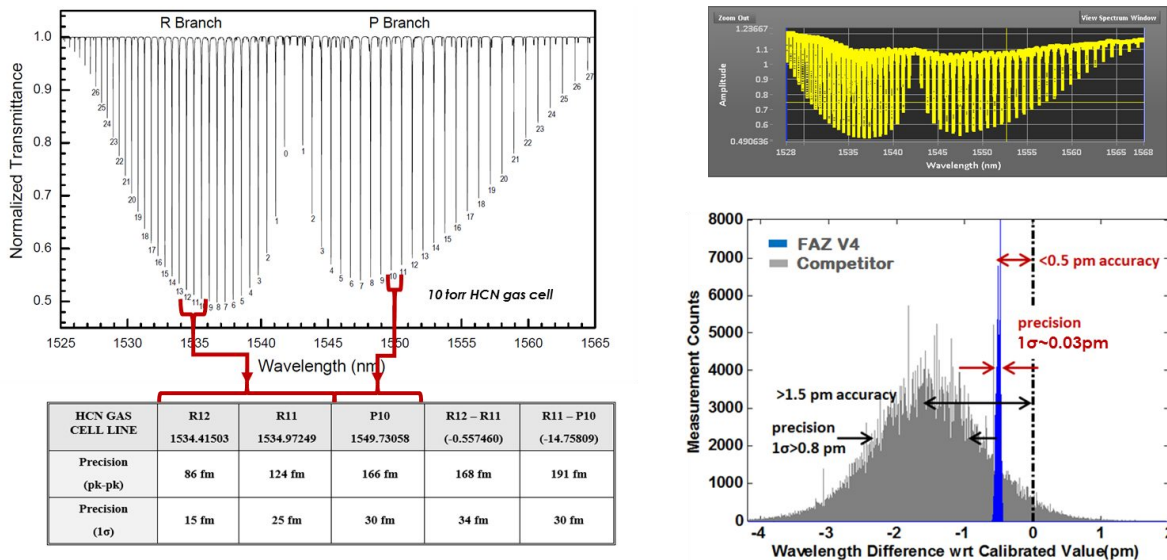 R Branch
P Branch
Normalized Transmittance
1.0
0.9
0.8
0.7
0.6
0.5
26
25
24
23
22
21
20
19
18
17
16
15
14
13
12
11
9
8
7
6
5
4
3
2
1
0
1
2
3
4
5
6
7
8
9
10
11
12
13
14
15
16
17
18
19
20
21
22
23
24
25
26
27
10 torr HCN gas cell
1525 1530 1535 1540 1545 1550 1555 1560 1565
Wavelength (nm)
HCN GAS CELL LINE
R12 1534.41503
R11 1534.97249
P10 1549.73058
R12 – R11 (-0.557460)
R11 – P10 (-14.75809)
Precision (pk-pk)
86 fm 124 fm 166 fm 168 fm 191 fm
Precision (1σ)
15 fm 25 fm 30 fm 34 fm 30 fm
Zoom Out
View Spectrum Window
1.23667
1.1
1
0.9
0.8
0.7
0.6
0.490636
Amplitude
1528 1535 1540 1545 1550 1555 1560 1565 1568
Wavelength (nm)
Measurement Counts
8000
7000
6000
5000
4000
3000
2000
1000
0
FAZ V4
Competitor
<0.5 pm accuracy
precision
1σ~0.03pm
>1.5 pm accuracy
precision
1σ>0.8 pm
-4 -3 -2 -1 0 1 2
Wavelength Difference wrt Calibrated Value(pm)